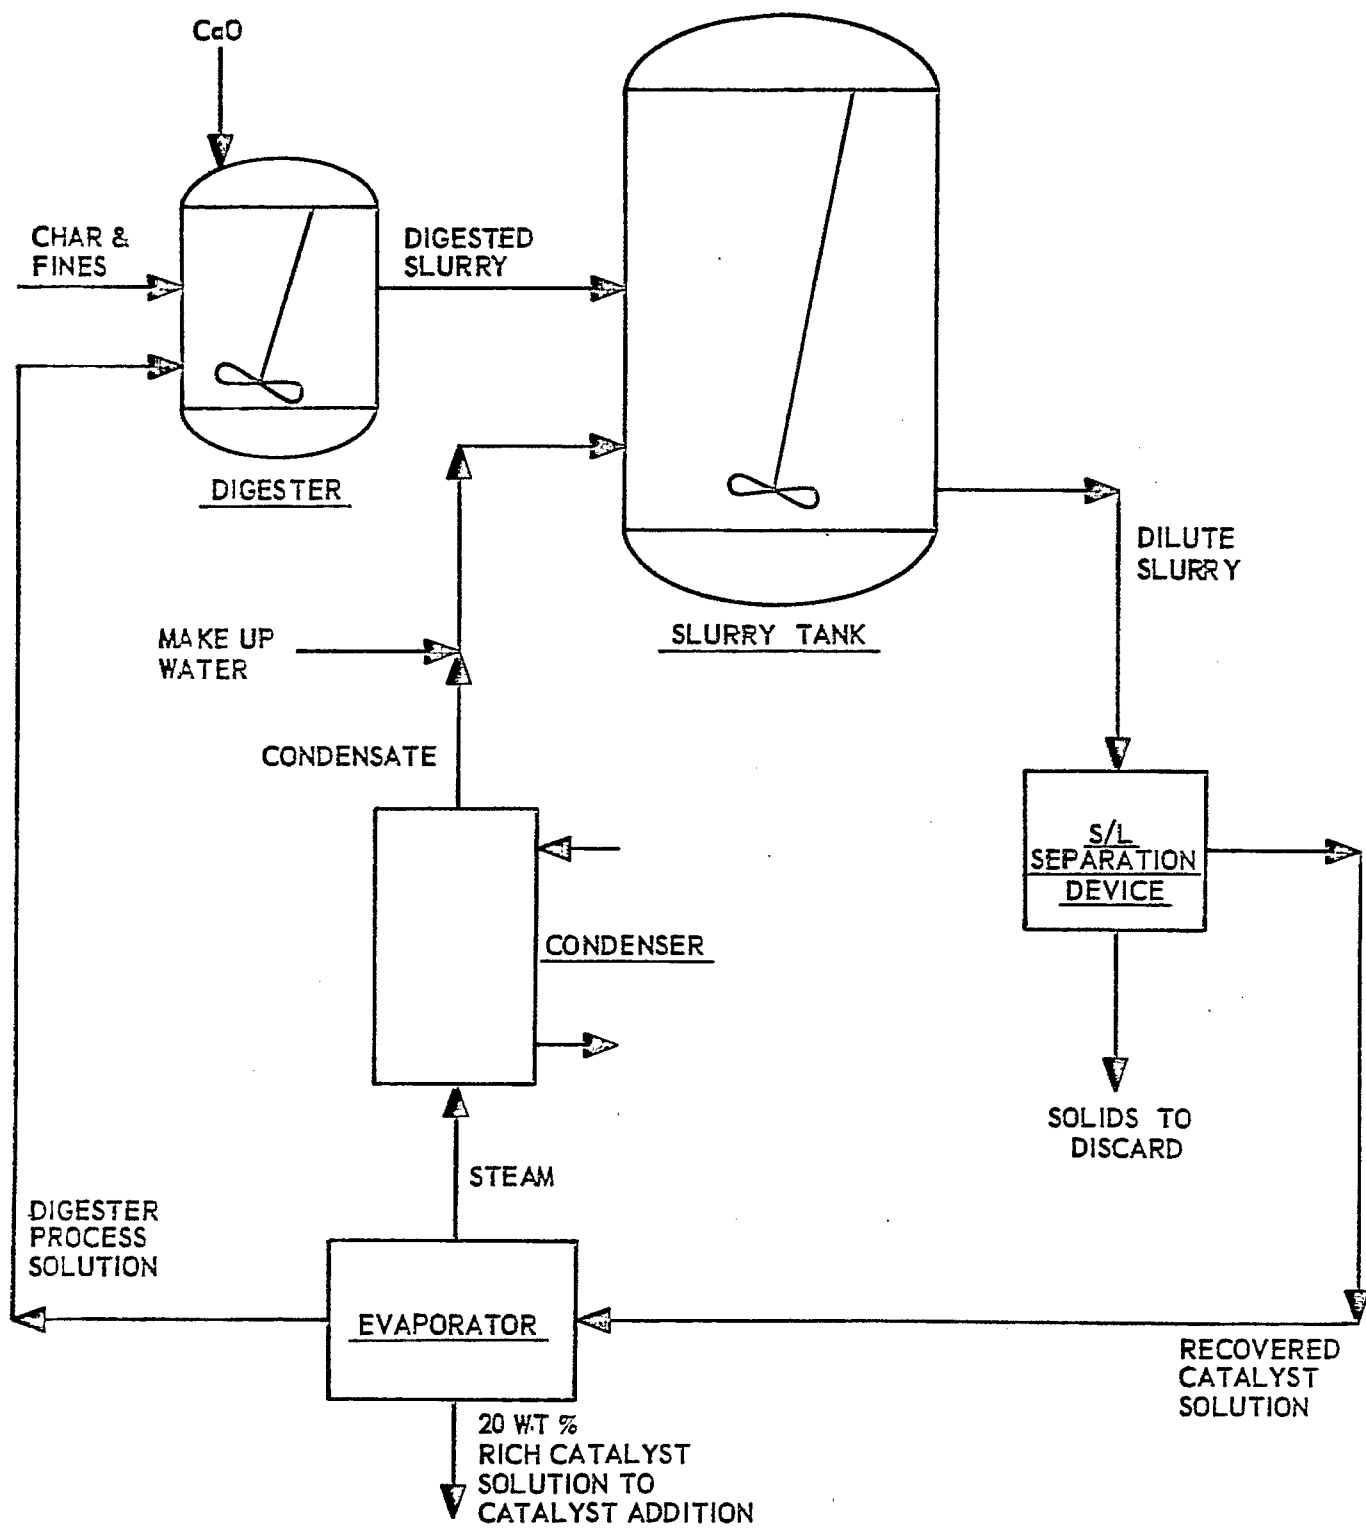 CaO
CHAR &
FINES
DIGESTED
SLURRY
DIGESTER
DILUTE
SLURRY
SLURRY TANK
MAKE UP
WATER
CONDENSATE
S/L
SEPARATION
DEVICE
CONDENSER
SOLIDS TO
DISCARD
STEAM
DIGESTER
PROCESS
SOLUTION
EVAPORATOR
RECOVERED
CATALYST
SOLUTION
20 WT %
RICH CATALYST
SOLUTION TO
CATALYST ADDITION